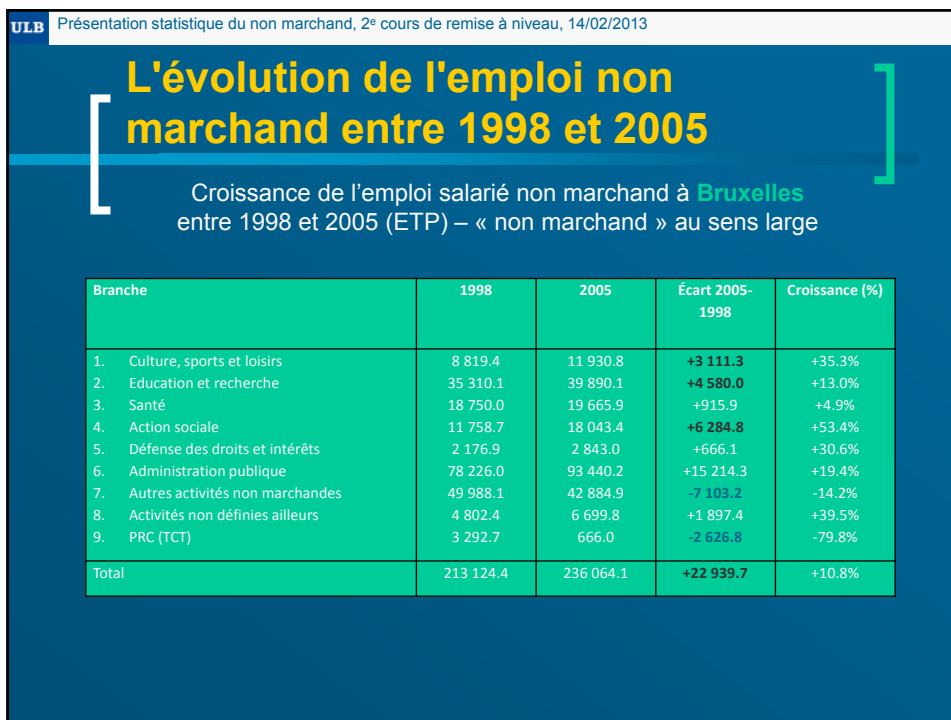 ULB Présentation statistique du non marchand, 2e cours de remise à niveau, 14/02/2013
L'évolution de l'emploi non
marchand entre 1998 et 2005
Croissance de l'emploi salarié non marchand à Bruxelles
entre 1998 et 2005 (ETP) – « non marchand » au sens large
Branche 1998 2005 Écart 2005-
1998 Croissance (%)
1. Culture, sports et loisirs 8 819.4 11 930.8 +3 111.3 +35.3%
2. Education et recherche 35 310.1 39 890.1 +4 580.0 +13.0%
3. Santé 18 750.0 19 665.9 +915.9 +4.9%
4. Action sociale 11 758.7 18 043.4 +6 284.8 +53.4%
5. Défense des droits et intérêts 2 176.9 2 843.0 +666.1 +30.6%
6. Administration publique 78 226.0 93 440.2 +15 214.3 +19.4%
7. Autres activités non marchandes 49 988.1 42 884.9 -7 103.2 -14.2%
8. Activités non définies ailleurs 4 802.4 6 699.8 +1 897.4 +39.5%
9. PRC (TCT) 3 292.7 666.0 -2 626.8 -79.8%
Total 213 124.4 236 064.1 +22 939.7 +10.8%